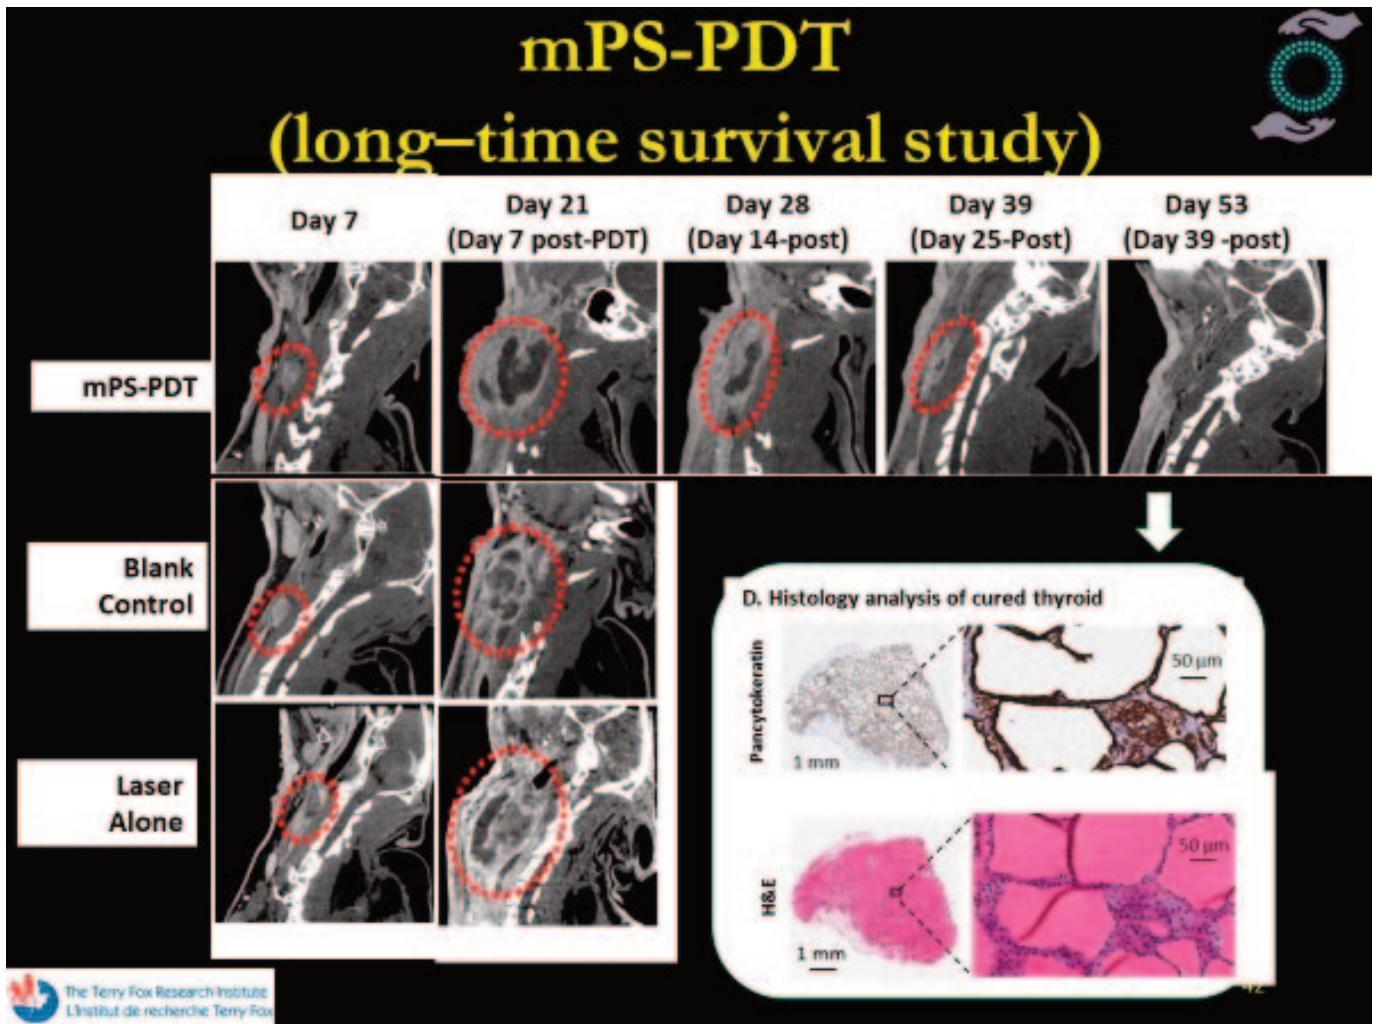 mPS-PDT
(long–time survival study)
Day 7
Day 21
(Day 7 post-PDT)
Day 28
(Day 14-post)
Day 39
(Day 25-Post)
Day 53
(Day 39 -post)
mPS-PDT
Blank
Control
Laser
Alone
D. Histology analysis of cured thyroid
Pancytokeratin
1 mm
50 µm
H&E
1 mm
50 µm
The Terry Fox Research Institute
L'Institut de recherche Terry Fox
42